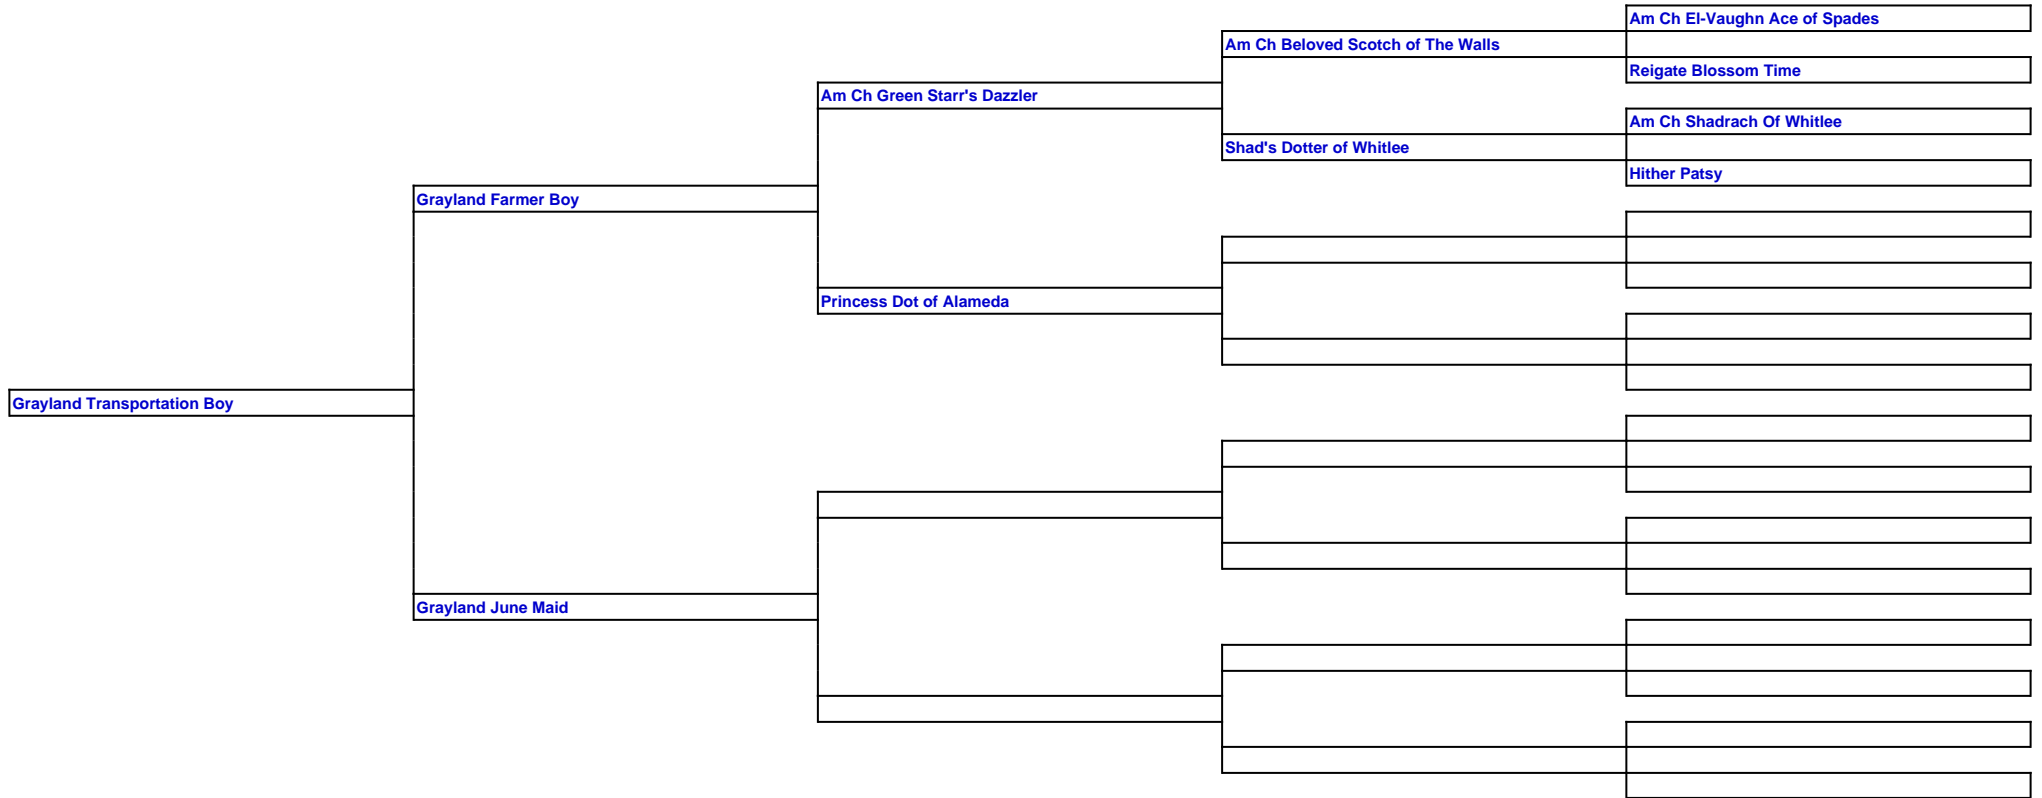 Am Ch El-Vaughn Ace of Spades
Am Ch Beloved Scotch of The Walls
Reigate Blossom Time
Am Ch Green Starr's Dazzler
Am Ch Shadrach Of Whitlee
Shad's Dotter of Whitlee
Hither Patsy
Grayland Farmer Boy
Princess Dot of Alameda
Grayland Transportation Boy
Grayland June Maid